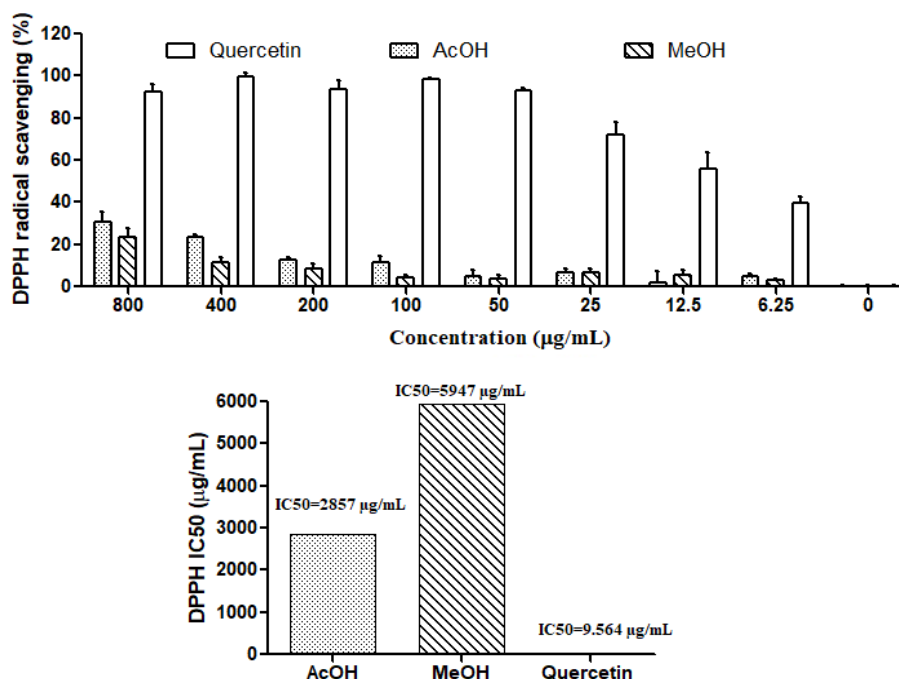 DPPH radical scavenging (%)
120
100
80
60
40
20
0
Quercetin AcOH MeOH
800 400 200 100 50 25 12.5 6.25 0
Concentration (µg/mL)
DPPH IC50 (µg/mL)
6000
5000
4000
3000
2000
1000
0
IC50=5947 µg/mL
IC50=2857 µg/mL
IC50=9.564 µg/mL
AcOH MeOH Quercetin